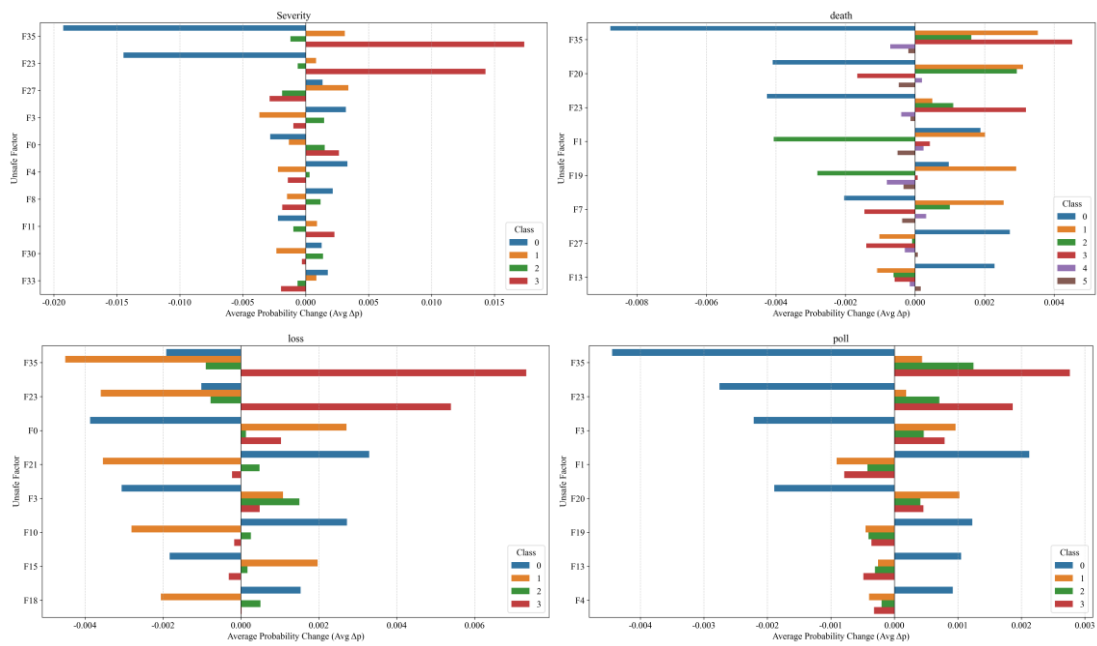 Severity
Unsafe Factor
F35
F23
F27
F3
F0
F4
F8
F11
F30
F33
Class
0
1
2
3
-0.020 -0.015 -0.010 -0.005 0.000 0.005 0.010 0.015
Average Probability Change (Avg Δp)
death
Unsafe Factor
F35
F20
F23
F1
F19
F7
F27
F13
Class
0
1
2
3
4
5
-0.008 -0.006 -0.004 -0.002 0.000 0.002 0.004
Average Probability Change (Avg Δp)
loss
Unsafe Factor
F35
F23
F0
F21
F3
F10
F15
F18
Class
0
1
2
3
-0.004 -0.002 0.000 0.002 0.004 0.006
Average Probability Change (Avg Δp)
poll
Unsafe Factor
F35
F23
F3
F1
F20
F19
F13
F4
Class
0
1
2
3
-0.004 -0.003 -0.002 -0.001 0.000 0.001 0.002 0.003
Average Probability Change (Avg Δp)